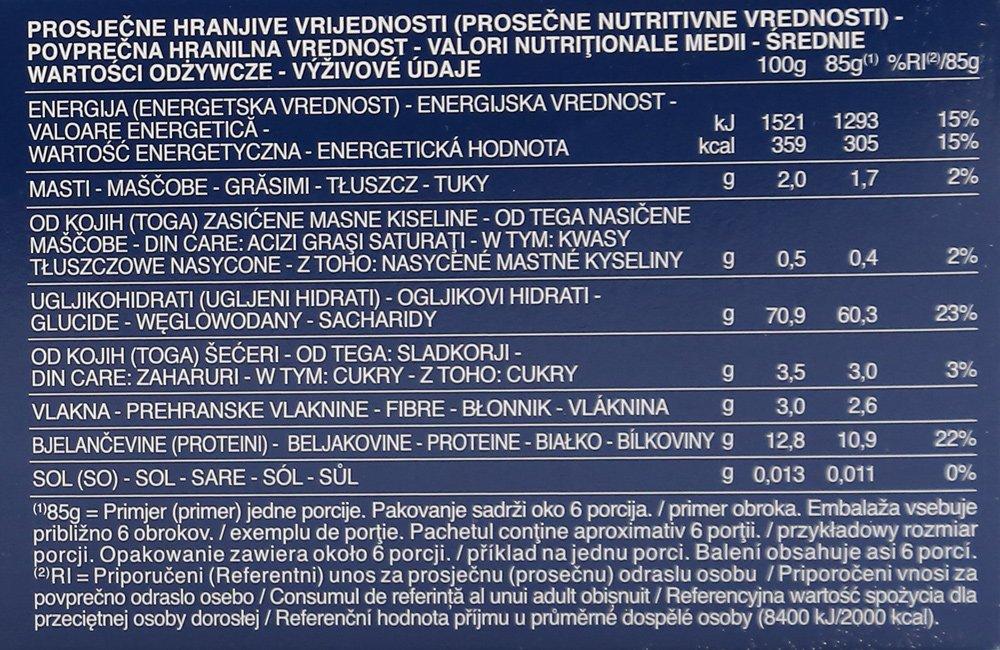 PROSJEČNE HRANJIVE VRIJEDNOSTI (PROSEČNE NUTRITIVNE VREDNOSTI) -
POVPREČNA HRANILNA VREDNOST - VALORI NUTRIŢIONALE MEDII - ŚREDNIE
WARTOŚCI ODŻYWCZE - VÝŽIVOVÉ ÚDAJE 100g 85g⁽¹⁾ %RI⁽²⁾/85g
ENERGIJA (ENERGETSKA VREDNOST) - ENERGIJSKA VREDNOST -
VALOARE ENERGETICĂ - kJ 1521 1293 15%
WARTOŚĆ ENERGETYCZNA - ENERGETICKÁ HODNOTA kcal 359 305 15%
MASTI - MAŠČOBE - GRĂSIMI - TŁUSZCZ - TUKY g 2,0 1,7 2%
OD KOJIH (TOGA) ZASIĆENE MASNE KISELINE - OD TEGA NASIČENE
MAŠČOBE - DIN CARE: ACIZI GRAŞI SATURAŢI - W TYM: KWASY
TŁUSZCZOWE NASYCONE - Z TOHO: NASYCENÉ MASTNÉ KYSELINY g 0,5 0,4 2%
UGLJIKOHIDRATI (UGLJENI HIDRATI) - OGLJIKOVI HIDRATI -
GLUCIDE - WĘGLOWODANY - SACHARIDY g 70,9 60,3 23%
OD KOJIH (TOGA) ŠEĆERI - OD TEGA: SLADKORJI -
DIN CARE: ZAHARURI - W TYM: CUKRY - Z TOHO: CUKRY g 3,5 3,0 3%
VLAKNA - PREHRANSKE VLAKNINE - FIBRE - BŁONNIK - VLÁKNINA g 3,0 2,6
BJELANČEVINE (PROTEINI) - BELJAKOVINE - PROTEINE - BIAŁKO - BÍLKOVINY g 12,8 10,9 22%
SOL (SO) - SOL - SARE - SÓL - SŮL g 0,013 0,011 0%
⁽¹⁾85g = Primjer (primer) jedne porcije. Pakovanje sadrži oko 6 porcija. / primer obroka. Embalaža vsebuje
približno 6 obrokov. / exemplu de porţie. Pachetul conţine aproximativ 6 porţii. / przykładowy rozmiar
porcji. Opakowanie zawiera około 6 porcji. / příklad na jednu porci. Balení obsahuje asi 6 porcí.
⁽²⁾RI = Priporučeni (Referentni) unos za prosječnu (prosečnu) odraslu osobu / Priporočeni vnosi za
povprečno odraslo osebo / Consumul de referinţă al unui adult obişnuit / Referencyjna wartość spożycia dla
przeciętnej osoby dorosłej / Referenční hodnota příjmu u průměrné dospělé osoby (8400 kJ/2000 kcal).